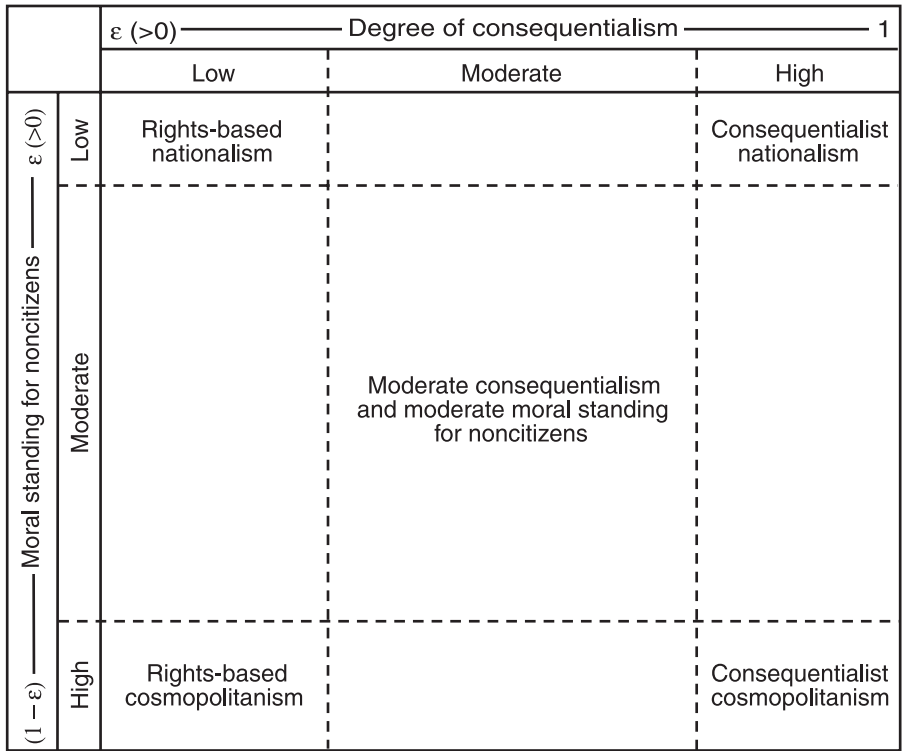 ε (>0) Degree of consequentialism 1
Low Moderate High
Moral standing for noncitizens
ε (>0)
(1 – ε)
Low
Rights-based
nationalism
Consequentialist
nationalism
Moderate
Moderate consequentialism
and moderate moral standing
for noncitizens
High
Rights-based
cosmopolitanism
Consequentialist
cosmopolitanism